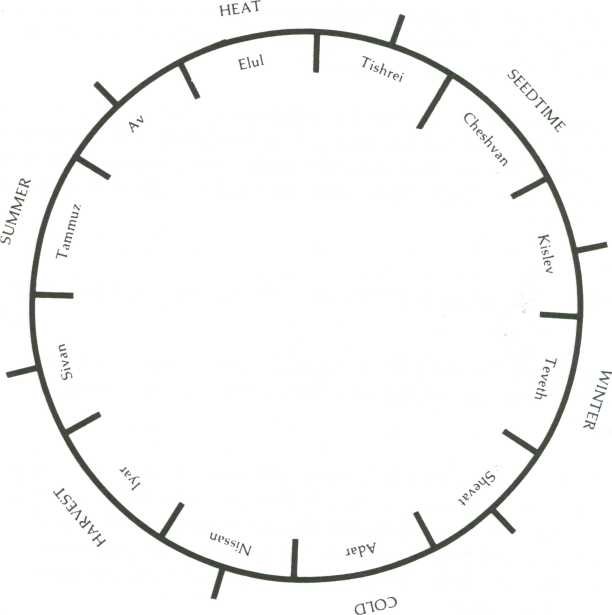 HEAT
Elul
Tishrei
SEEDTIME
Cheshvan
Kislev
WINTER
Teveth
Shevat
COLD
Adar
Nissan
HARVEST
Iyar
Sivan
SUMMER
Tammuz
Av